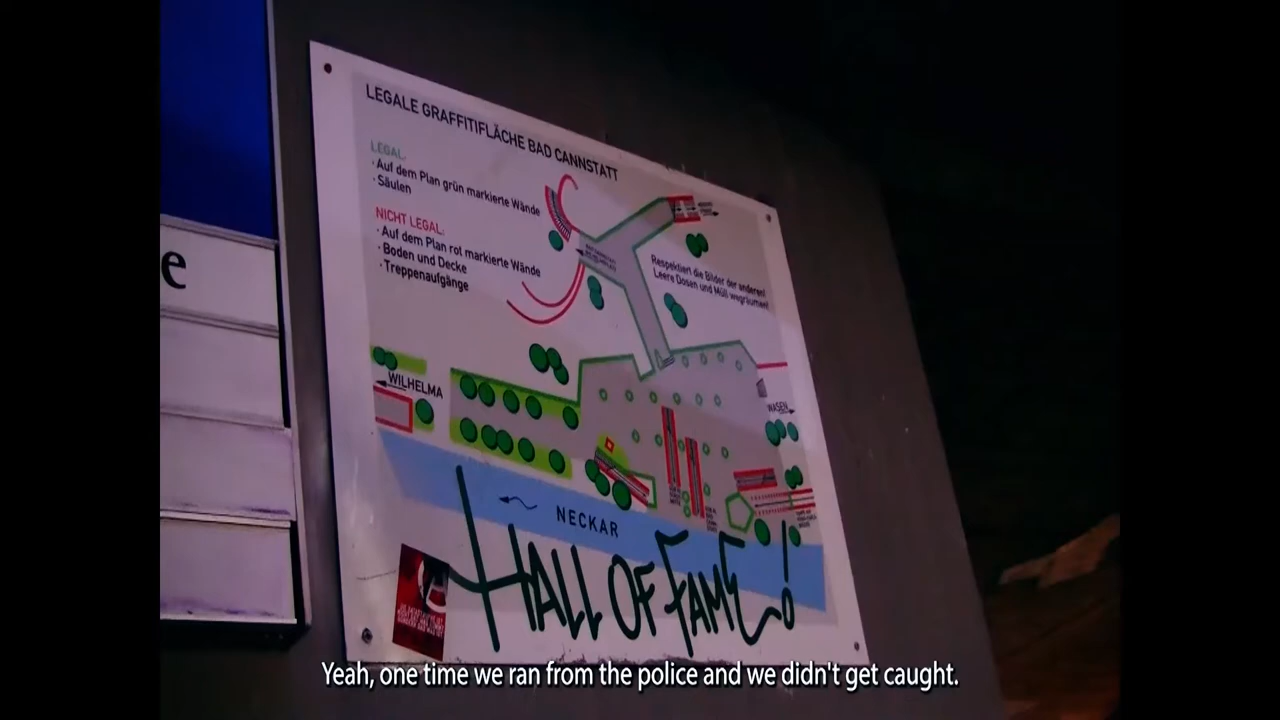 e
LEGALE GRAFFITIFLÄCHE BAD CANNSTATT
LEGAL:
· Auf dem Plan grün markierte Wände
· Säulen
NICHT LEGAL:
· Auf dem Plan rot markierte Wände
· Boden und Decke
· Treppenaufgänge
Respektiert die Bilder der anderen!
Leere Dosen und Müll wegräumen!
WILHELMA
WASEN
NECKAR
HALL OF FAME!
Yeah, one time we ran from the police and we didn't get caught.